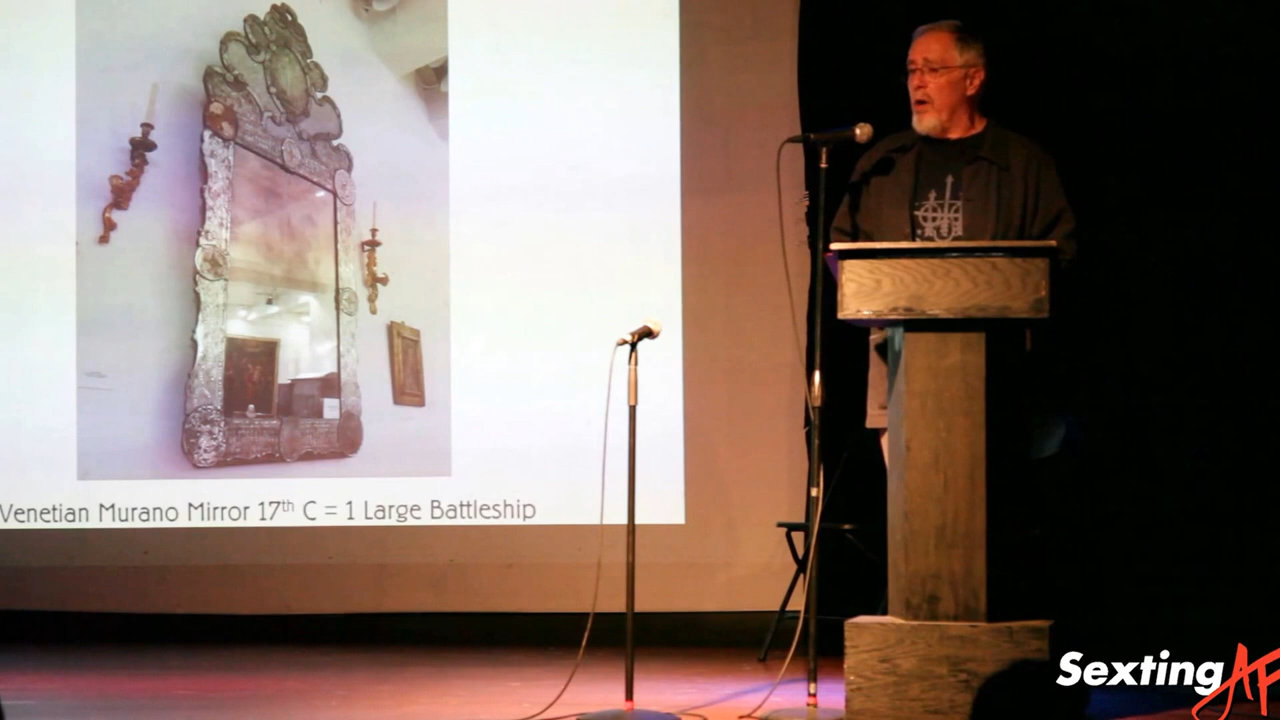 Venetian Murano Mirror 17th C = 1 Large Battleship
SextingAF